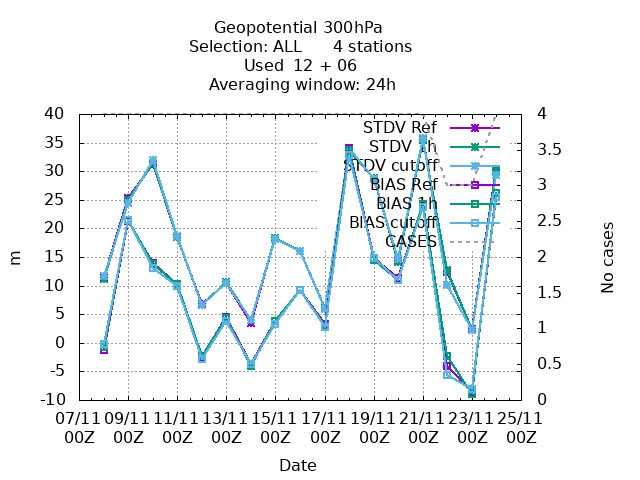 Geopotential 300hPa
Selection: ALL 4 stations
Used 12 + 06
Averaging window: 24h
40
35
30
25
20
15
10
5
0
-5
-10
4
3.5
3
2.5
2
1.5
1
0.5
0
STDV Ref
STDV 1h
STDV cutoff
BIAS Ref
BIAS 1h
BIAS cutoff
CASES
m
No cases
07/11 09/11 11/11 13/11 15/11 17/11 19/11 21/11 23/11 25/11
00Z 00Z 00Z 00Z 00Z 00Z 00Z 00Z 00Z 00Z
Date